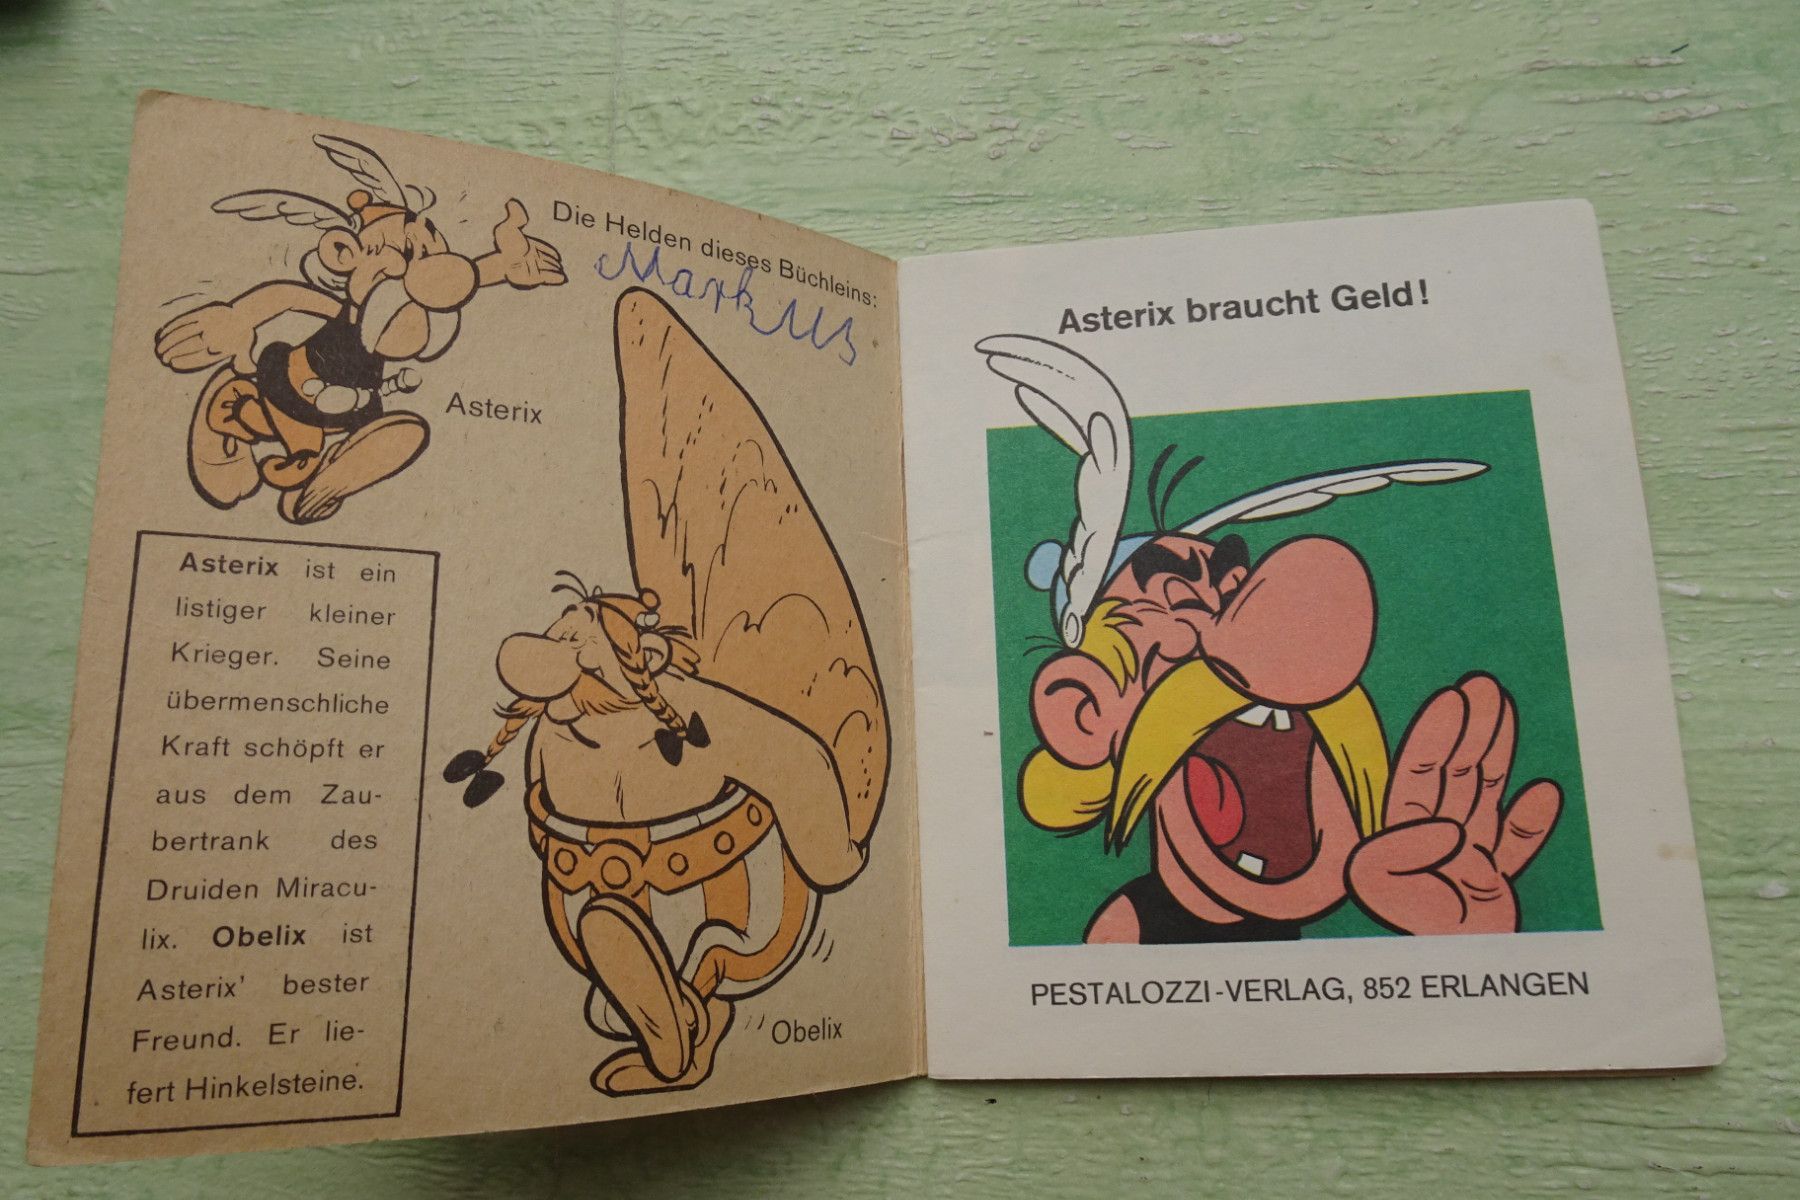 Die Helden dieses Büchleins:
Markus
Asterix
Asterix ist ein
listiger kleiner
Krieger. Seine
übermenschliche
Kraft schöpft er
aus dem Zau-
bertrank des
Druiden Miracu-
lix. Obelix ist
Asterix' bester
Freund. Er lie-
fert Hinkelsteine.
Obelix
Asterix braucht Geld!
PESTALOZZI-VERLAG, 852 ERLANGEN